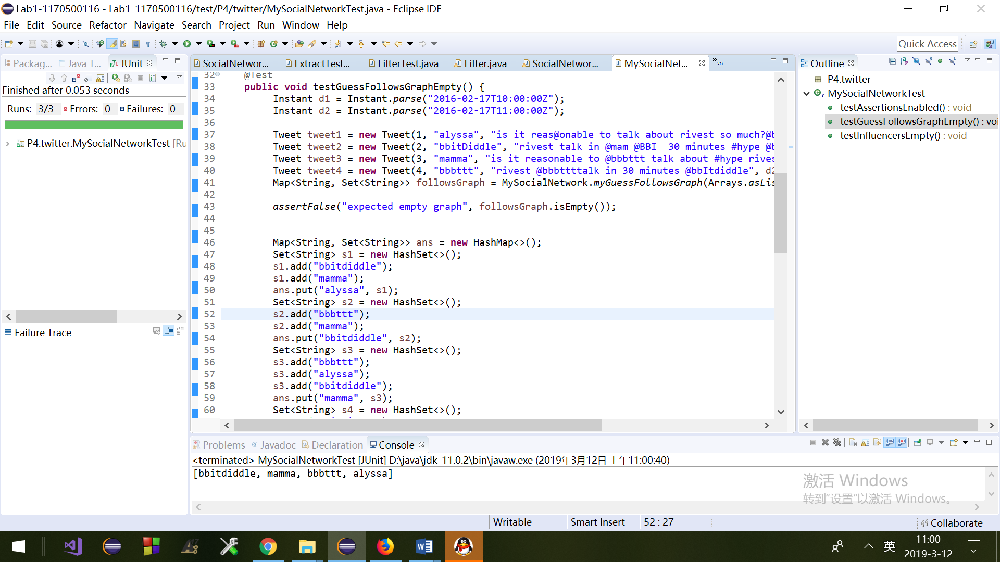 Lab1-1170500116 - Lab1_1170500116/test/P4/twitter/MySocialNetworkTest.java - Eclipse IDE
File Edit Source Refactor Navigate Search Project Run Window Help
Quick Access
Packag... Java T... JUnit
Finished after 0.053 seconds
Runs: 3/3 Errors: 0 Failures: 0
P4.twitter.MySocialNetworkTest [Ru
Failure Trace
SocialNetwor... ExtractTest... FilterTest.java Filter.java SocialNetwor... MySocialNet... »20
32 @Test
33 public void testGuessFollowsGraphEmpty() {
34 Instant d1 = Instant.parse("2016-02-17T10:00:00Z");
35 Instant d2 = Instant.parse("2016-02-17T11:00:00Z");
36
37 Tweet tweet1 = new Tweet(1, "alyssa", "is it reas@onable to talk about rivest so much?@b
38 Tweet tweet2 = new Tweet(2, "bbitDiddle", "rivest talk in @mam @BBI  30 minutes #hype @b
39 Tweet tweet3 = new Tweet(3, "mamma", "is it reasonable to @bbbttt talk about #hype rives
40 Tweet tweet4 = new Tweet(4, "bbbttt", "rivest @bbbttttalk in 30 minutes @bbItdiddle", d2
41 Map<String, Set<String>> followsGraph = MySocialNetwork.myGuessFollowsGraph(Arrays.asLis
42
43 assertFalse("expected empty graph", followsGraph.isEmpty());
44
45
46 Map<String, Set<String>> ans = new HashMap<>();
47 Set<String> s1 = new HashSet<>();
48 s1.add("bbitdiddle");
49 s1.add("mamma");
50 ans.put("alyssa", s1);
51 Set<String> s2 = new HashSet<>();
52 s2.add("bbbttt");
53 s2.add("mamma");
54 ans.put("bbitdiddle", s2);
55 Set<String> s3 = new HashSet<>();
56 s3.add("bbbttt");
57 s3.add("alyssa");
58 s3.add("bbitdiddle");
59 ans.put("mamma", s3);
60 Set<String> s4 = new HashSet<>();
Outline
P4.twitter
MySocialNetworkTest
testAssertionsEnabled() : void
testGuessFollowsGraphEmpty() : voi
testInfluencersEmpty() : void
Problems Javadoc Declaration Console
<terminated> MySocialNetworkTest [JUnit] D:\java\jdk-11.0.2\bin\javaw.exe (2019年3月12日 上午11:00:40)
[bbitdiddle, mamma, bbbttt, alyssa]
激活 Windows
转到"设置"以激活 Windows。
Writable Smart Insert 52 : 27
Collaborate
英
11:00
2019-3-12